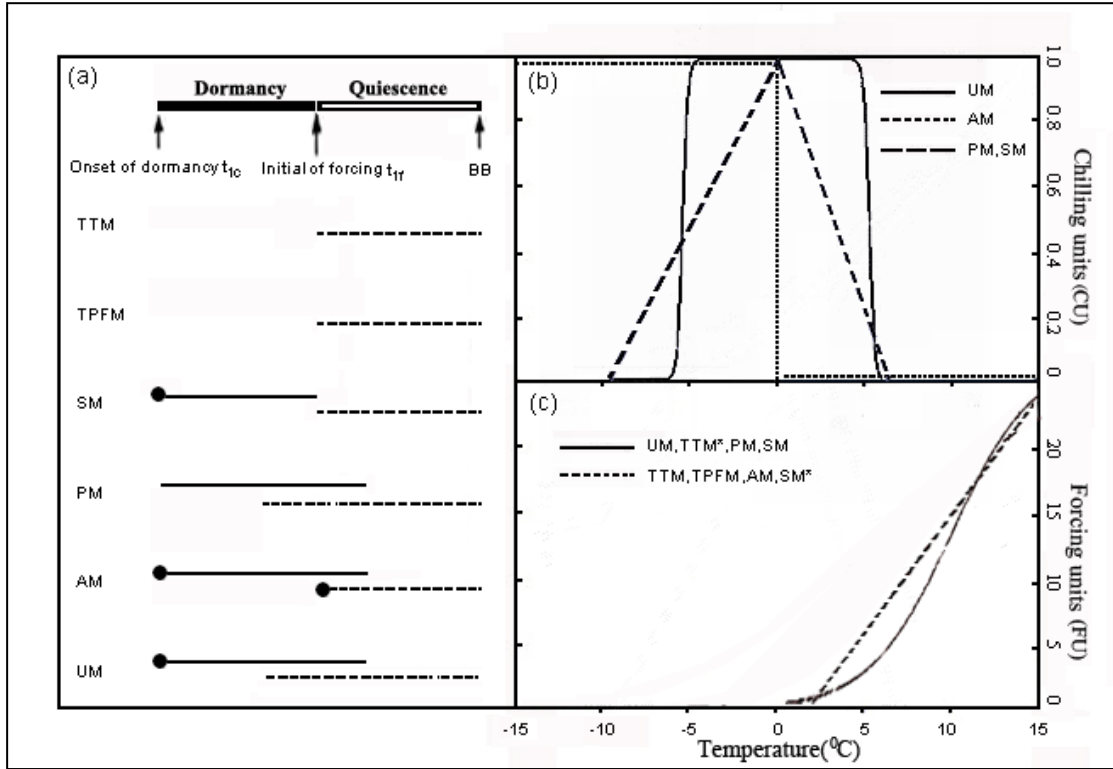 (a)
Dormancy Quiescence
Onset of dormancy t1c Initial of forcing t1f BB
TTM
TPFM
SM
PM
AM
UM
(b)
UM
AM
PM,SM
1.0
0.8
0.6
0.4
0.2
0
Chilling units (CU)
(c)
UM,TTM*,PM,SM
TTM,TPFM,AM,SM*
20
15
10
5
0
Forcing units (FU)
-15 -10 -5 0 5 10 15
Temperature(0C)